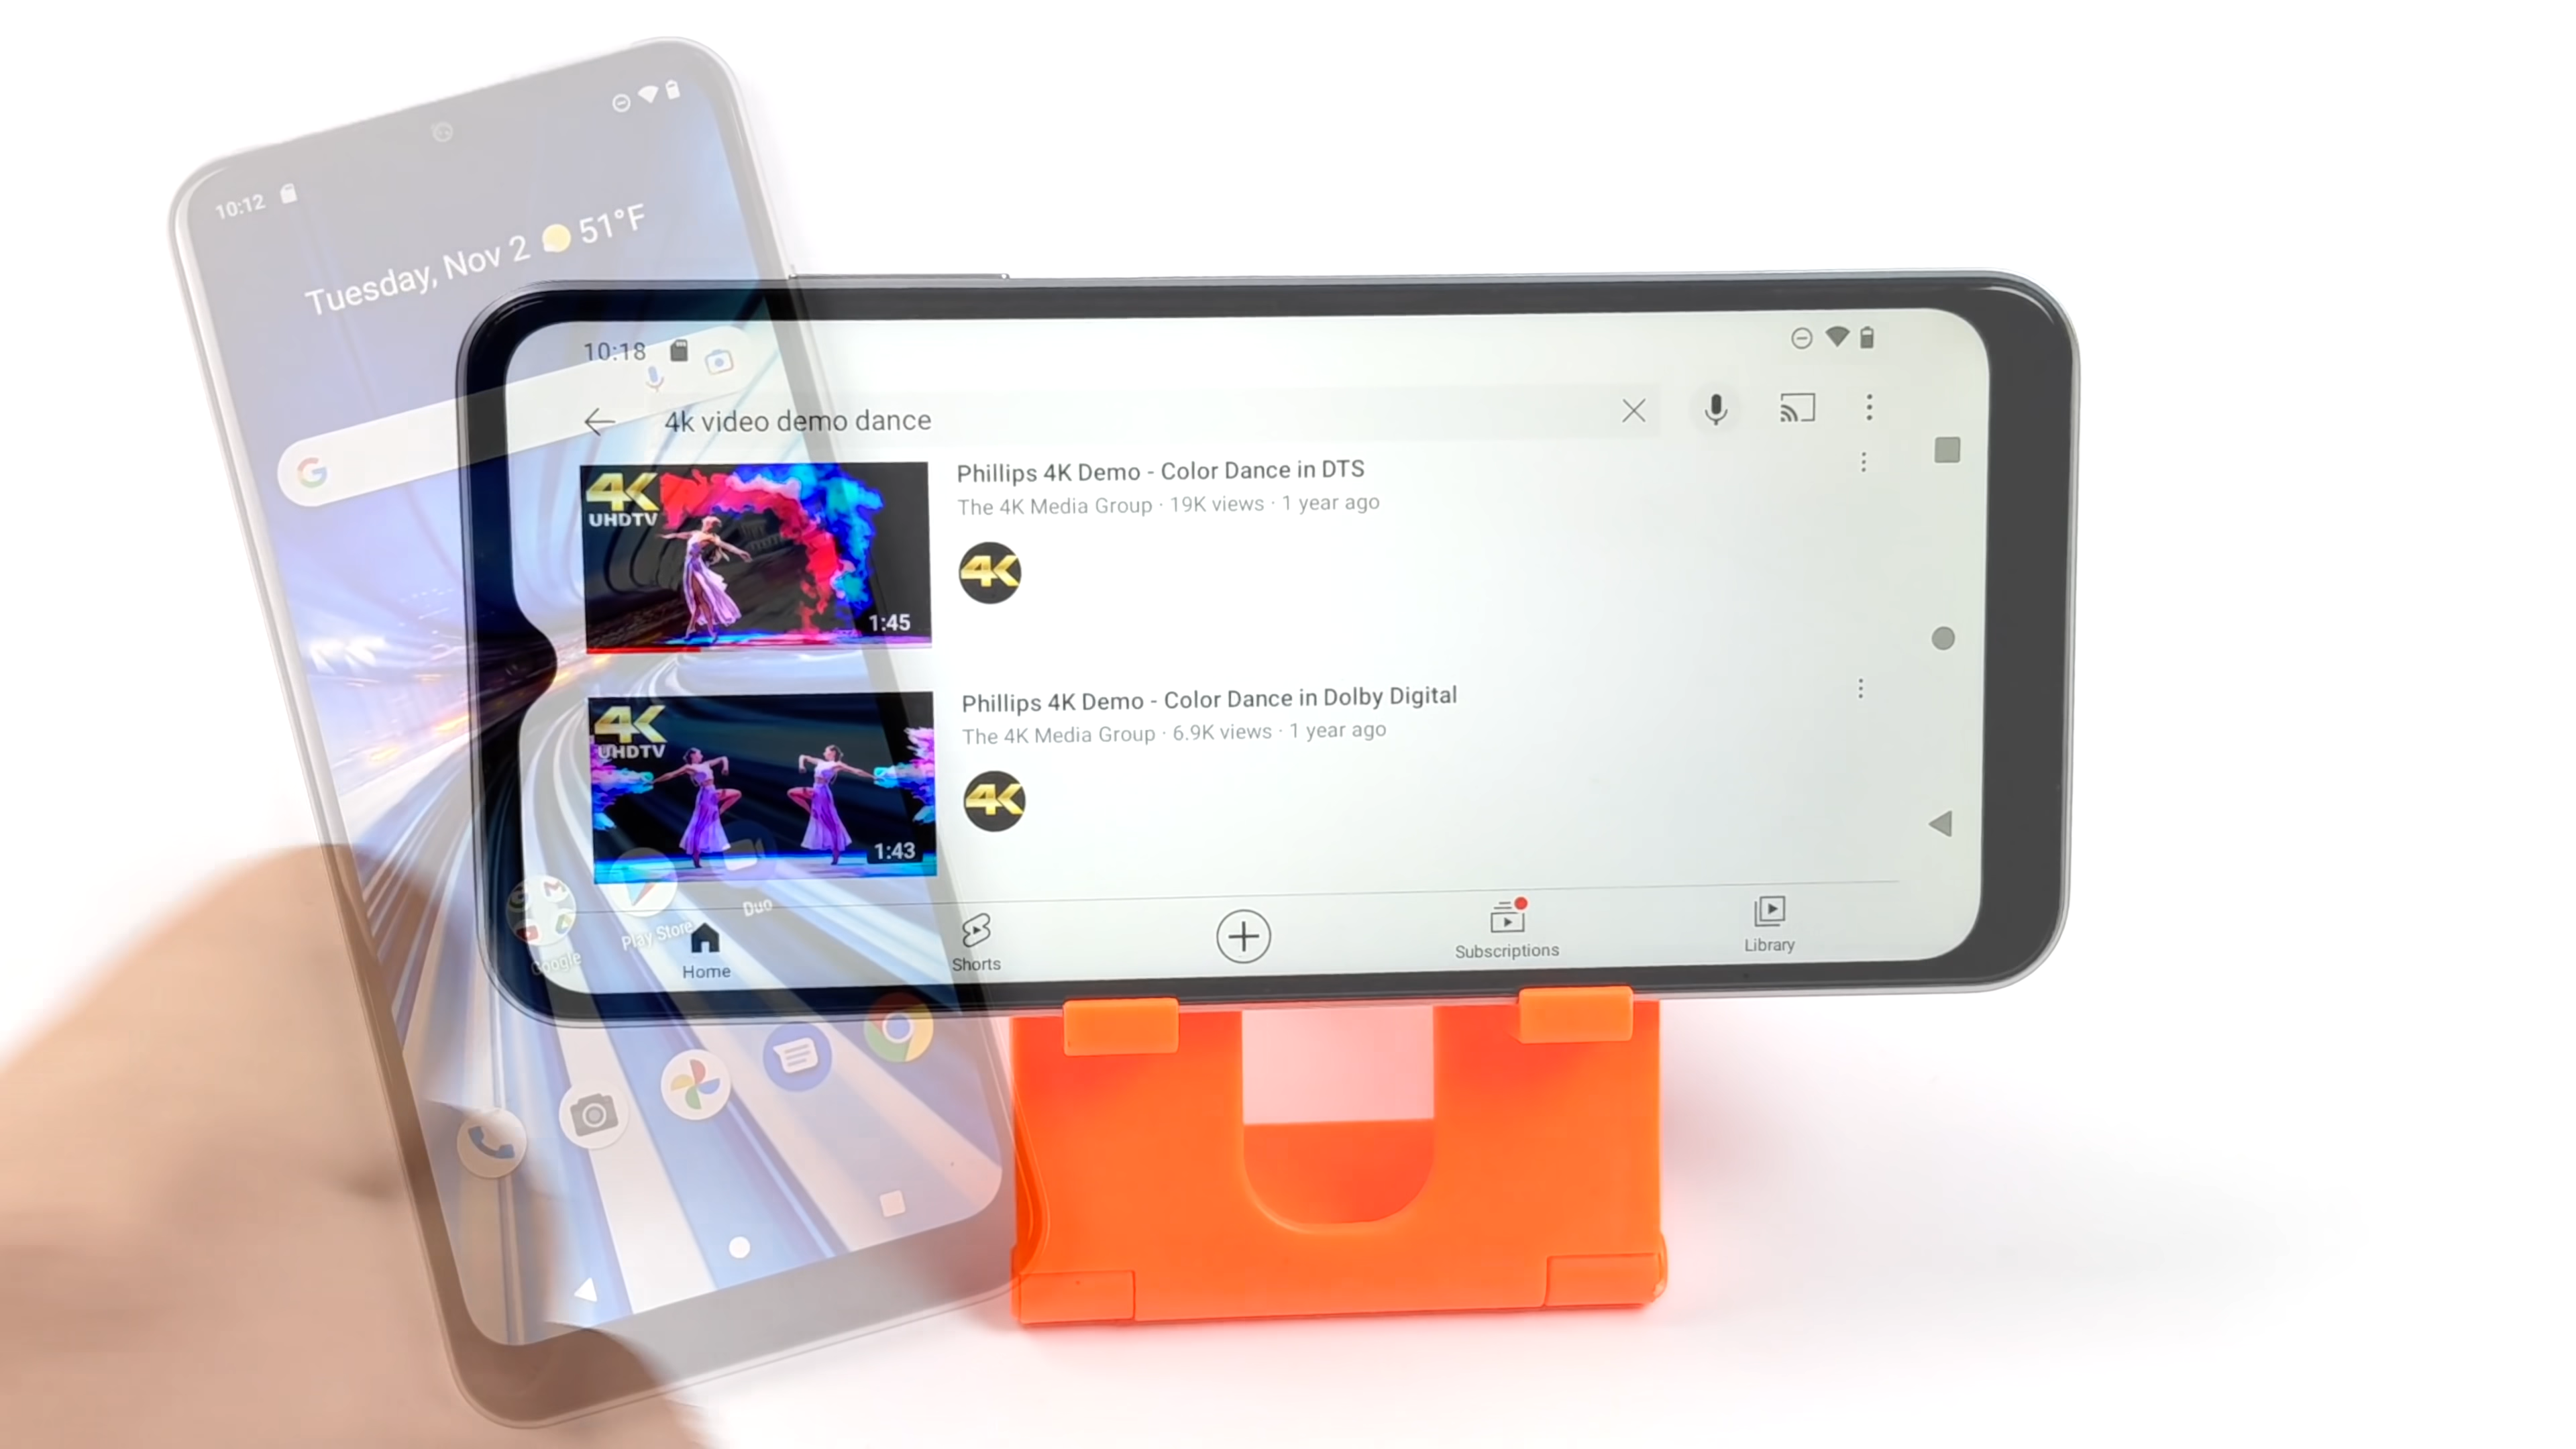 10:12
Tuesday, Nov 2 51°F
G
10:18
4k video demo dance
4K
UHDTV
1:45
Phillips 4K Demo - Color Dance in DTS
The 4K Media Group · 19K views · 1 year ago
4K
4K
UHDTV
1:43
Phillips 4K Demo - Color Dance in Dolby Digital
The 4K Media Group · 6.9K views · 1 year ago
4K
Google
Play Store
Duo
Home
Shorts
Subscriptions
Library